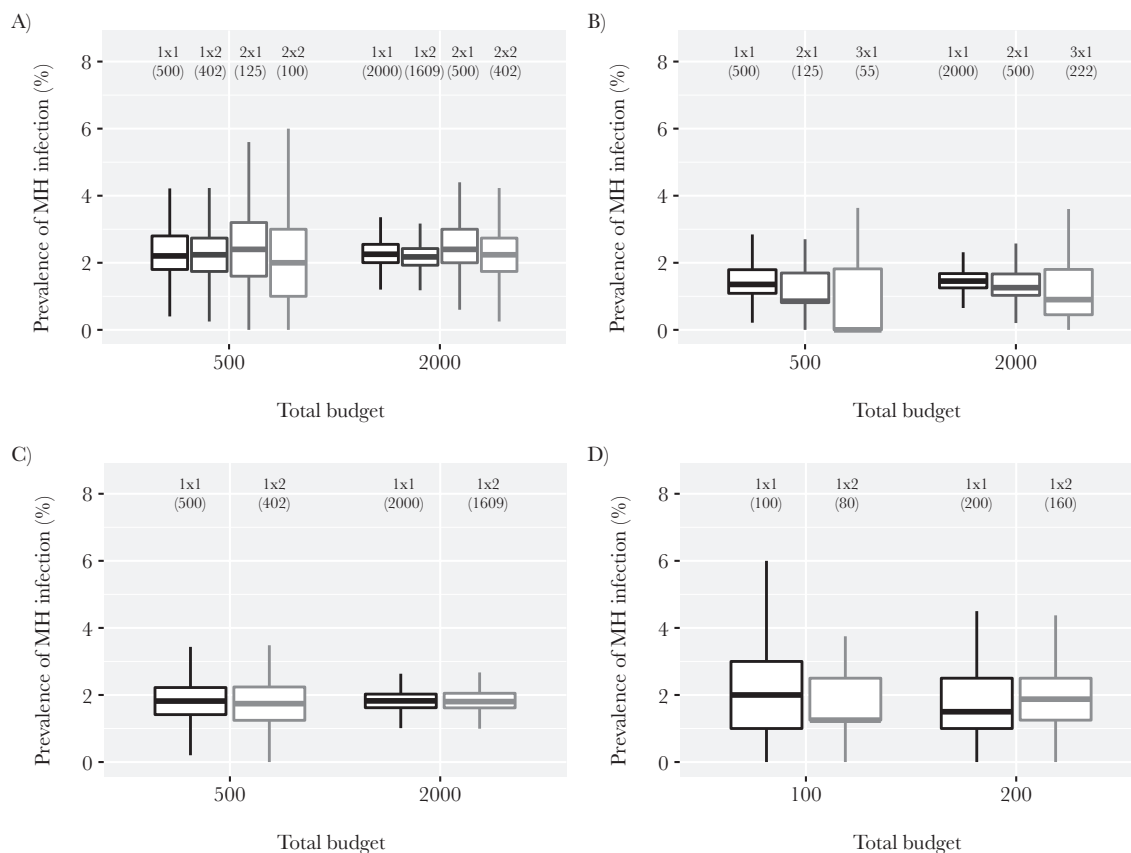 A)
1x1 1x2 2x1 2x2 1x1 1x2 2x1 2x2
(500) (402) (125) (100) (2000) (1609) (500) (402)
Prevalence of MH infection (%)
8
6
4
2
0
500 2000
Total budget
B)
1x1 2x1 3x1 1x1 2x1 3x1
(500) (125) (55) (2000) (500) (222)
Prevalence of MH infection (%)
8
6
4
2
0
500 2000
Total budget
C)
1x1 1x2 1x1 1x2
(500) (402) (2000) (1609)
Prevalence of MH infection (%)
8
6
4
2
0
500 2000
Total budget
D)
1x1 1x2 1x1 1x2
(100) (80) (200) (160)
Prevalence of MH infection (%)
8
6
4
2
0
100 200
Total budget